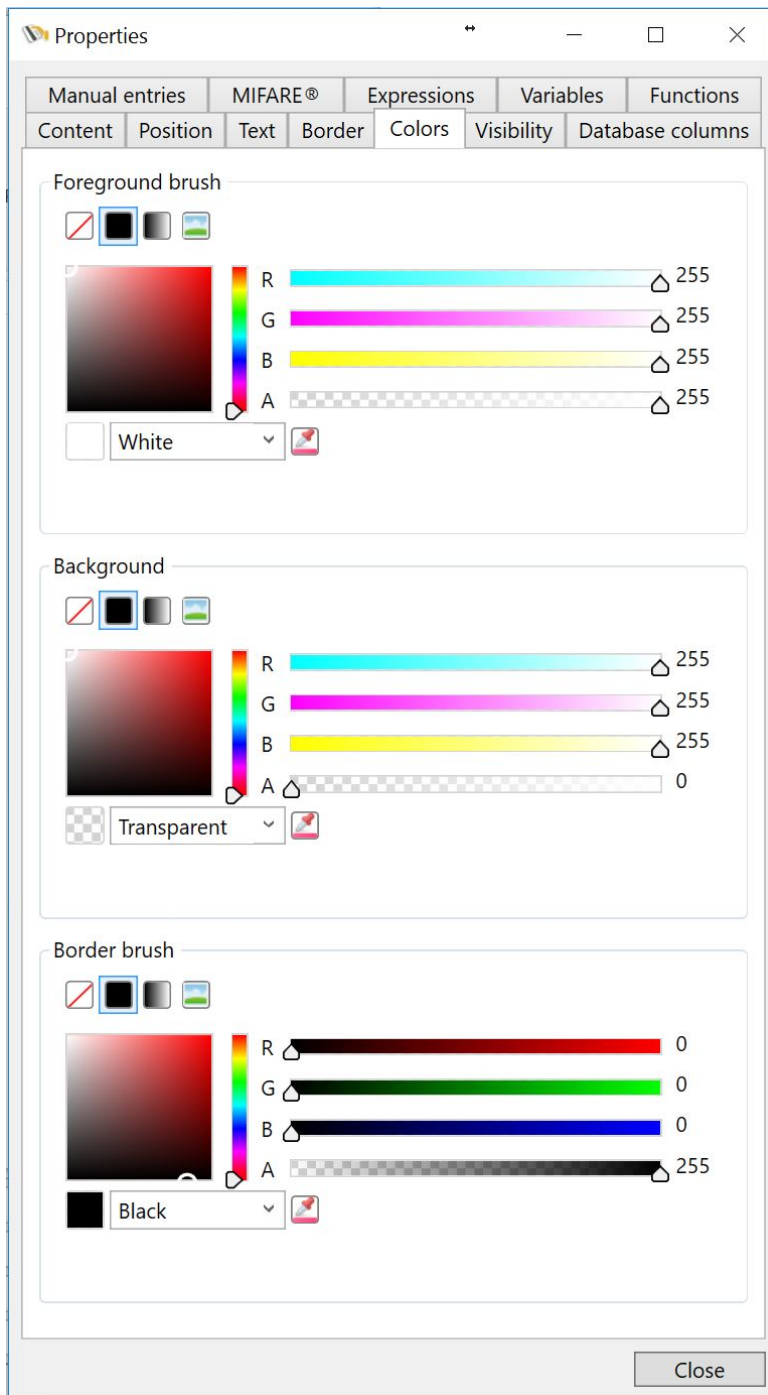 Properties
Manual entries MIFARE® Expressions Variables Functions
Content Position Text Border Colors Visibility Database columns
Foreground brush
R 255
G 255
B 255
A 255
White
Background
R 255
G 255
B 255
A 0
Transparent
Border brush
R 0
G 0
B 0
A 255
Black
Close